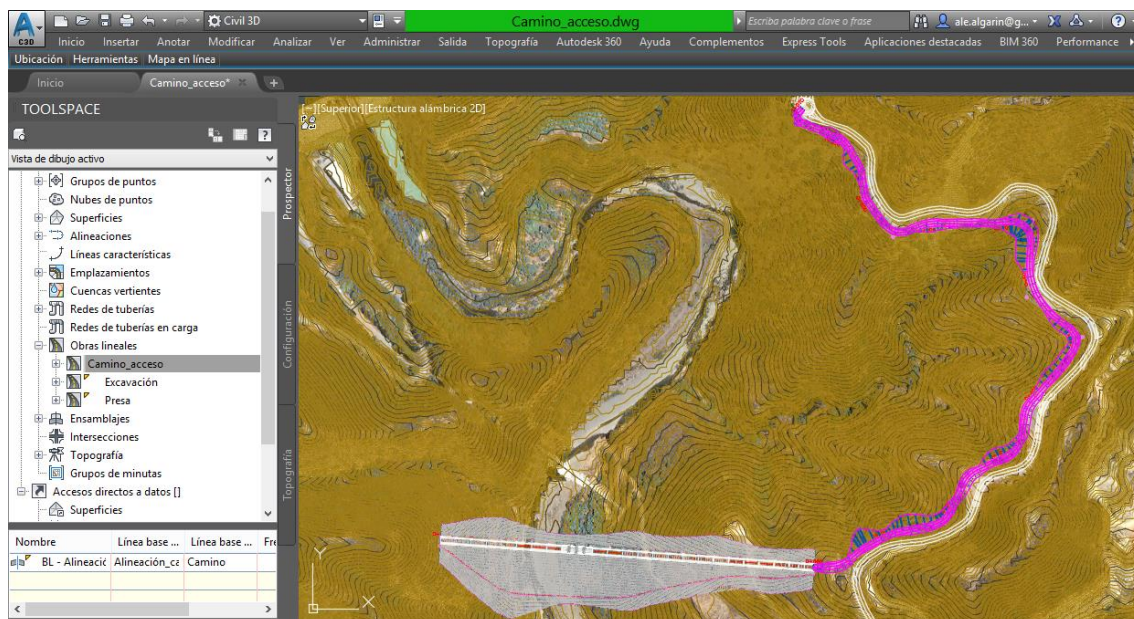 Civil 3D
Camino_acceso.dwg
Escriba palabra clave o frase
ale.algarin@g...
C3D
Inicio Insertar Anotar Modificar Analizar Ver Administrar Salida Topografía Autodesk 360 Ayuda Complementos Express Tools Aplicaciones destacadas BIM 360 Performance
Ubicación Herramientas Mapa en línea
Inicio Camino_acceso*
TOOLSPACE
[−][Superior][Estructura alámbrica 2D]
Vista de dibujo activo
Grupos de puntos
Nubes de puntos
Superficies
Alineaciones
Líneas características
Emplazamientos
Cuencas vertientes
Redes de tuberías
Redes de tuberías en carga
Obras lineales
Camino_acceso
Excavación
Presa
Ensamblajes
Intersecciones
Topografía
Grupos de minutas
Accesos directos a datos []
Superficies
Prospector
Configuración
Topografía
Nombre Línea base ... Línea base ... Fre
BL - Alineació Alineación_ca Camino
Y
X